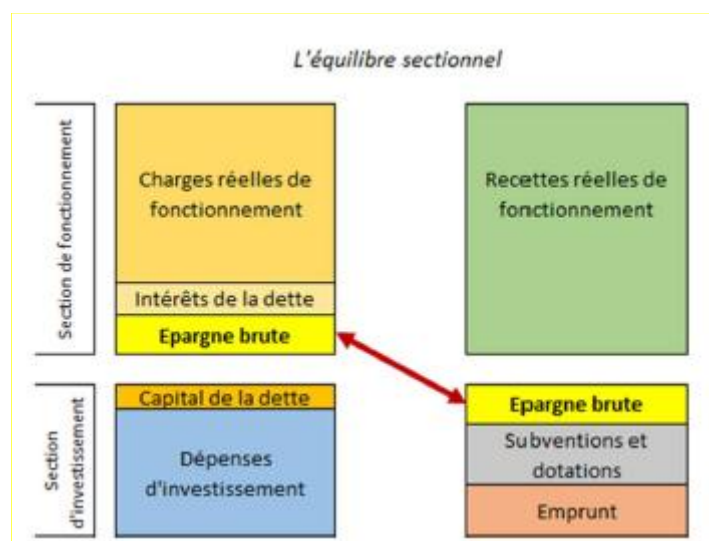 L'équilibre sectionnel
Section de fonctionnement
Charges réelles de
fonctionnement
Intérêts de la dette
Epargne brute
Recettes réelles de
fonctionnement
Section
d'investissement
Capital de la dette
Dépenses
d'investissement
Epargne brute
Subventions et
dotations
Emprunt